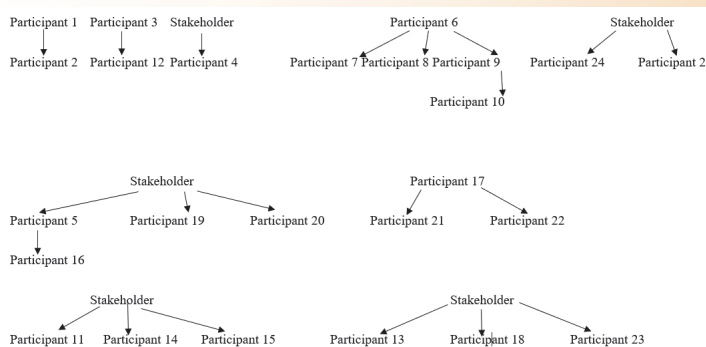 Participant 1 Participant 3 Stakeholder Participant 6 Stakeholder
Participant 2 Participant 12 Participant 4 Participant 7 Participant 8 Participant 9 Participant 24 Participant 2
Participant 10
Stakeholder Participant 17
Participant 5 Participant 19 Participant 20 Participant 21 Participant 22
Participant 16
Stakeholder Stakeholder
Participant 11 Participant 14 Participant 15 Participant 13 Participant 18 Participant 23